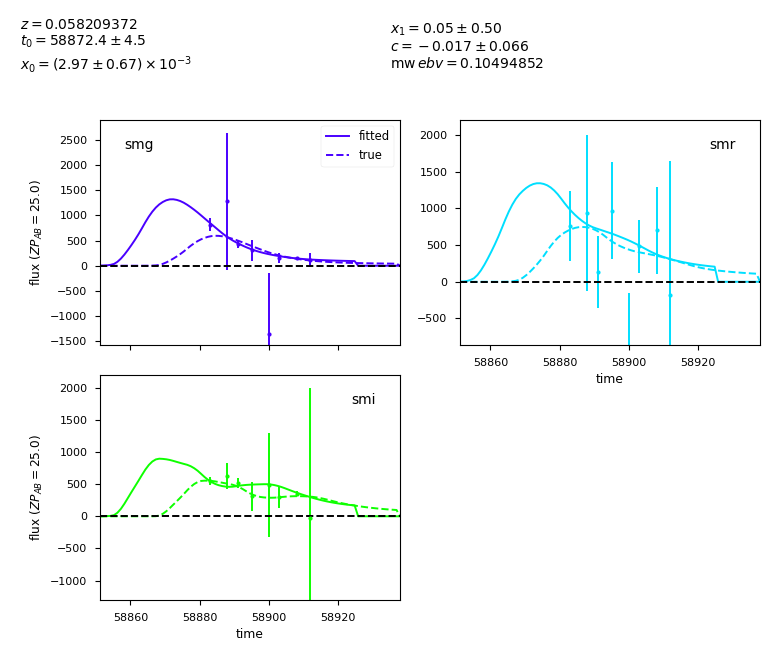 z = 0.058209372
t₀ = 58872.4 ± 4.5
x₀ = (2.97 ± 0.67) × 10⁻³
x₁ = 0.05 ± 0.50
c = −0.017 ± 0.066
mw ebv = 0.10494852
smg
fitted
true
2500
2000
1500
1000
500
0
−500
−1000
−1500
flux (ZP_AB = 25.0)
smr
2000
1500
1000
500
0
−500
58860 58880 58900 58920
time
smi
2000
1500
1000
500
0
−500
−1000
flux (ZP_AB = 25.0)
58860 58880 58900 58920
time